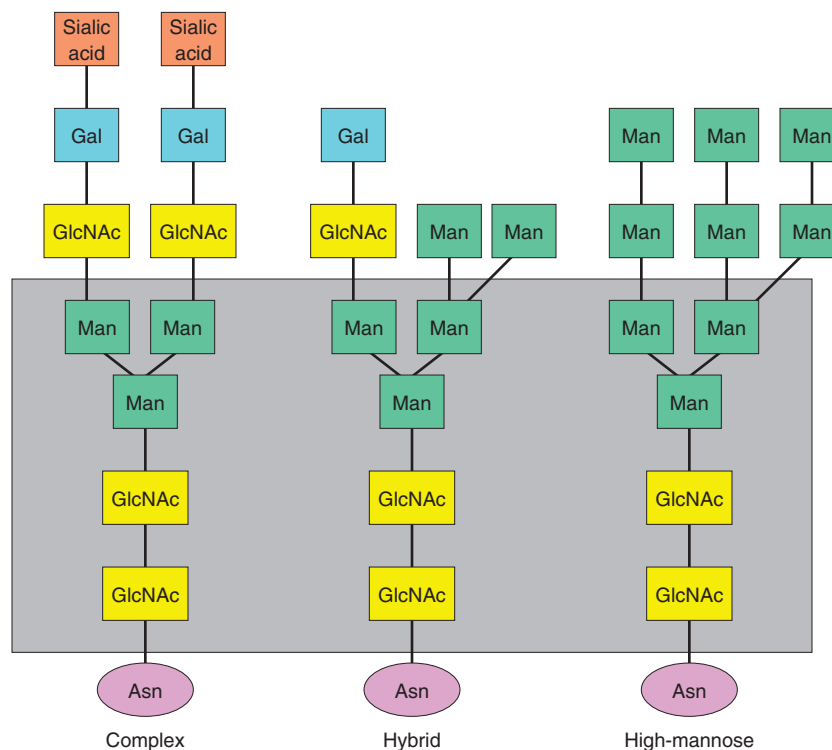 Sialic acid Sialic acid
Gal Gal Gal Man Man Man
GlcNAc GlcNAc GlcNAc Man Man Man Man Man
Man Man Man Man Man Man
Man Man Man
GlcNAc GlcNAc GlcNAc
GlcNAc GlcNAc GlcNAc
Asn Asn Asn
Complex Hybrid High-mannose